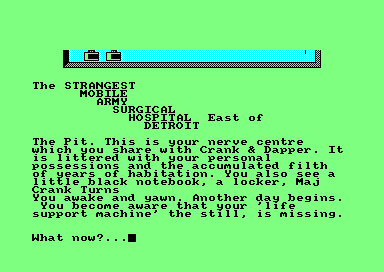 The STRANGEST
MOBILE
ARMY
SURGICAL
HOSPITAL East of
DETROIT
The Pit. This is your nerve centre
which you share with Crank & Dapper. It
is littered with your personal
possessions and the accumulated filth
of years of habitation. You also see a
little black notebook, a locker, Maj
Crank Turns
You awake and yawn. Another day begins.
You become aware that your 'life
support machine' the still, is missing.
What now?...